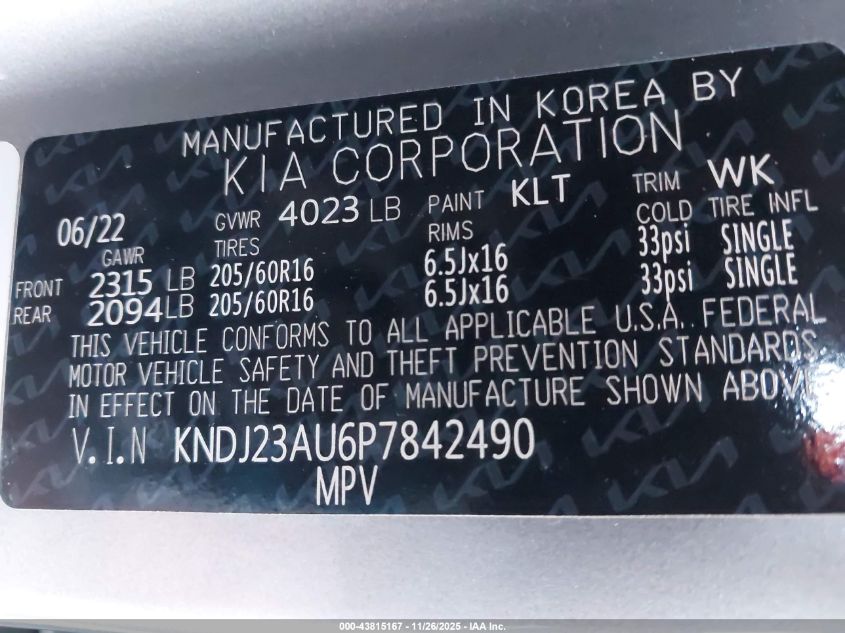 MANUFACTURED IN KOREA BY
KIA CORPORATION
06/22 GVWR 4023 LB PAINT KLT TRIM WK
GAWR TIRES RIMS COLD TIRE INFL
FRONT 2315 LB 205/60R16 6.5Jx16 33psi SINGLE
REAR 2094 LB 205/60R16 6.5Jx16 33psi SINGLE
THIS VEHICLE CONFORMS TO ALL APPLICABLE U.S.A. FEDERAL
MOTOR VEHICLE SAFETY AND THEFT PREVENTION STANDARDS
IN EFFECT ON THE DATE OF MANUFACTURE SHOWN ABOVE
V.I.N KNDJ23AU6P7842490
MPV
000-43815167 - 11/26/2025 - IAA Inc.